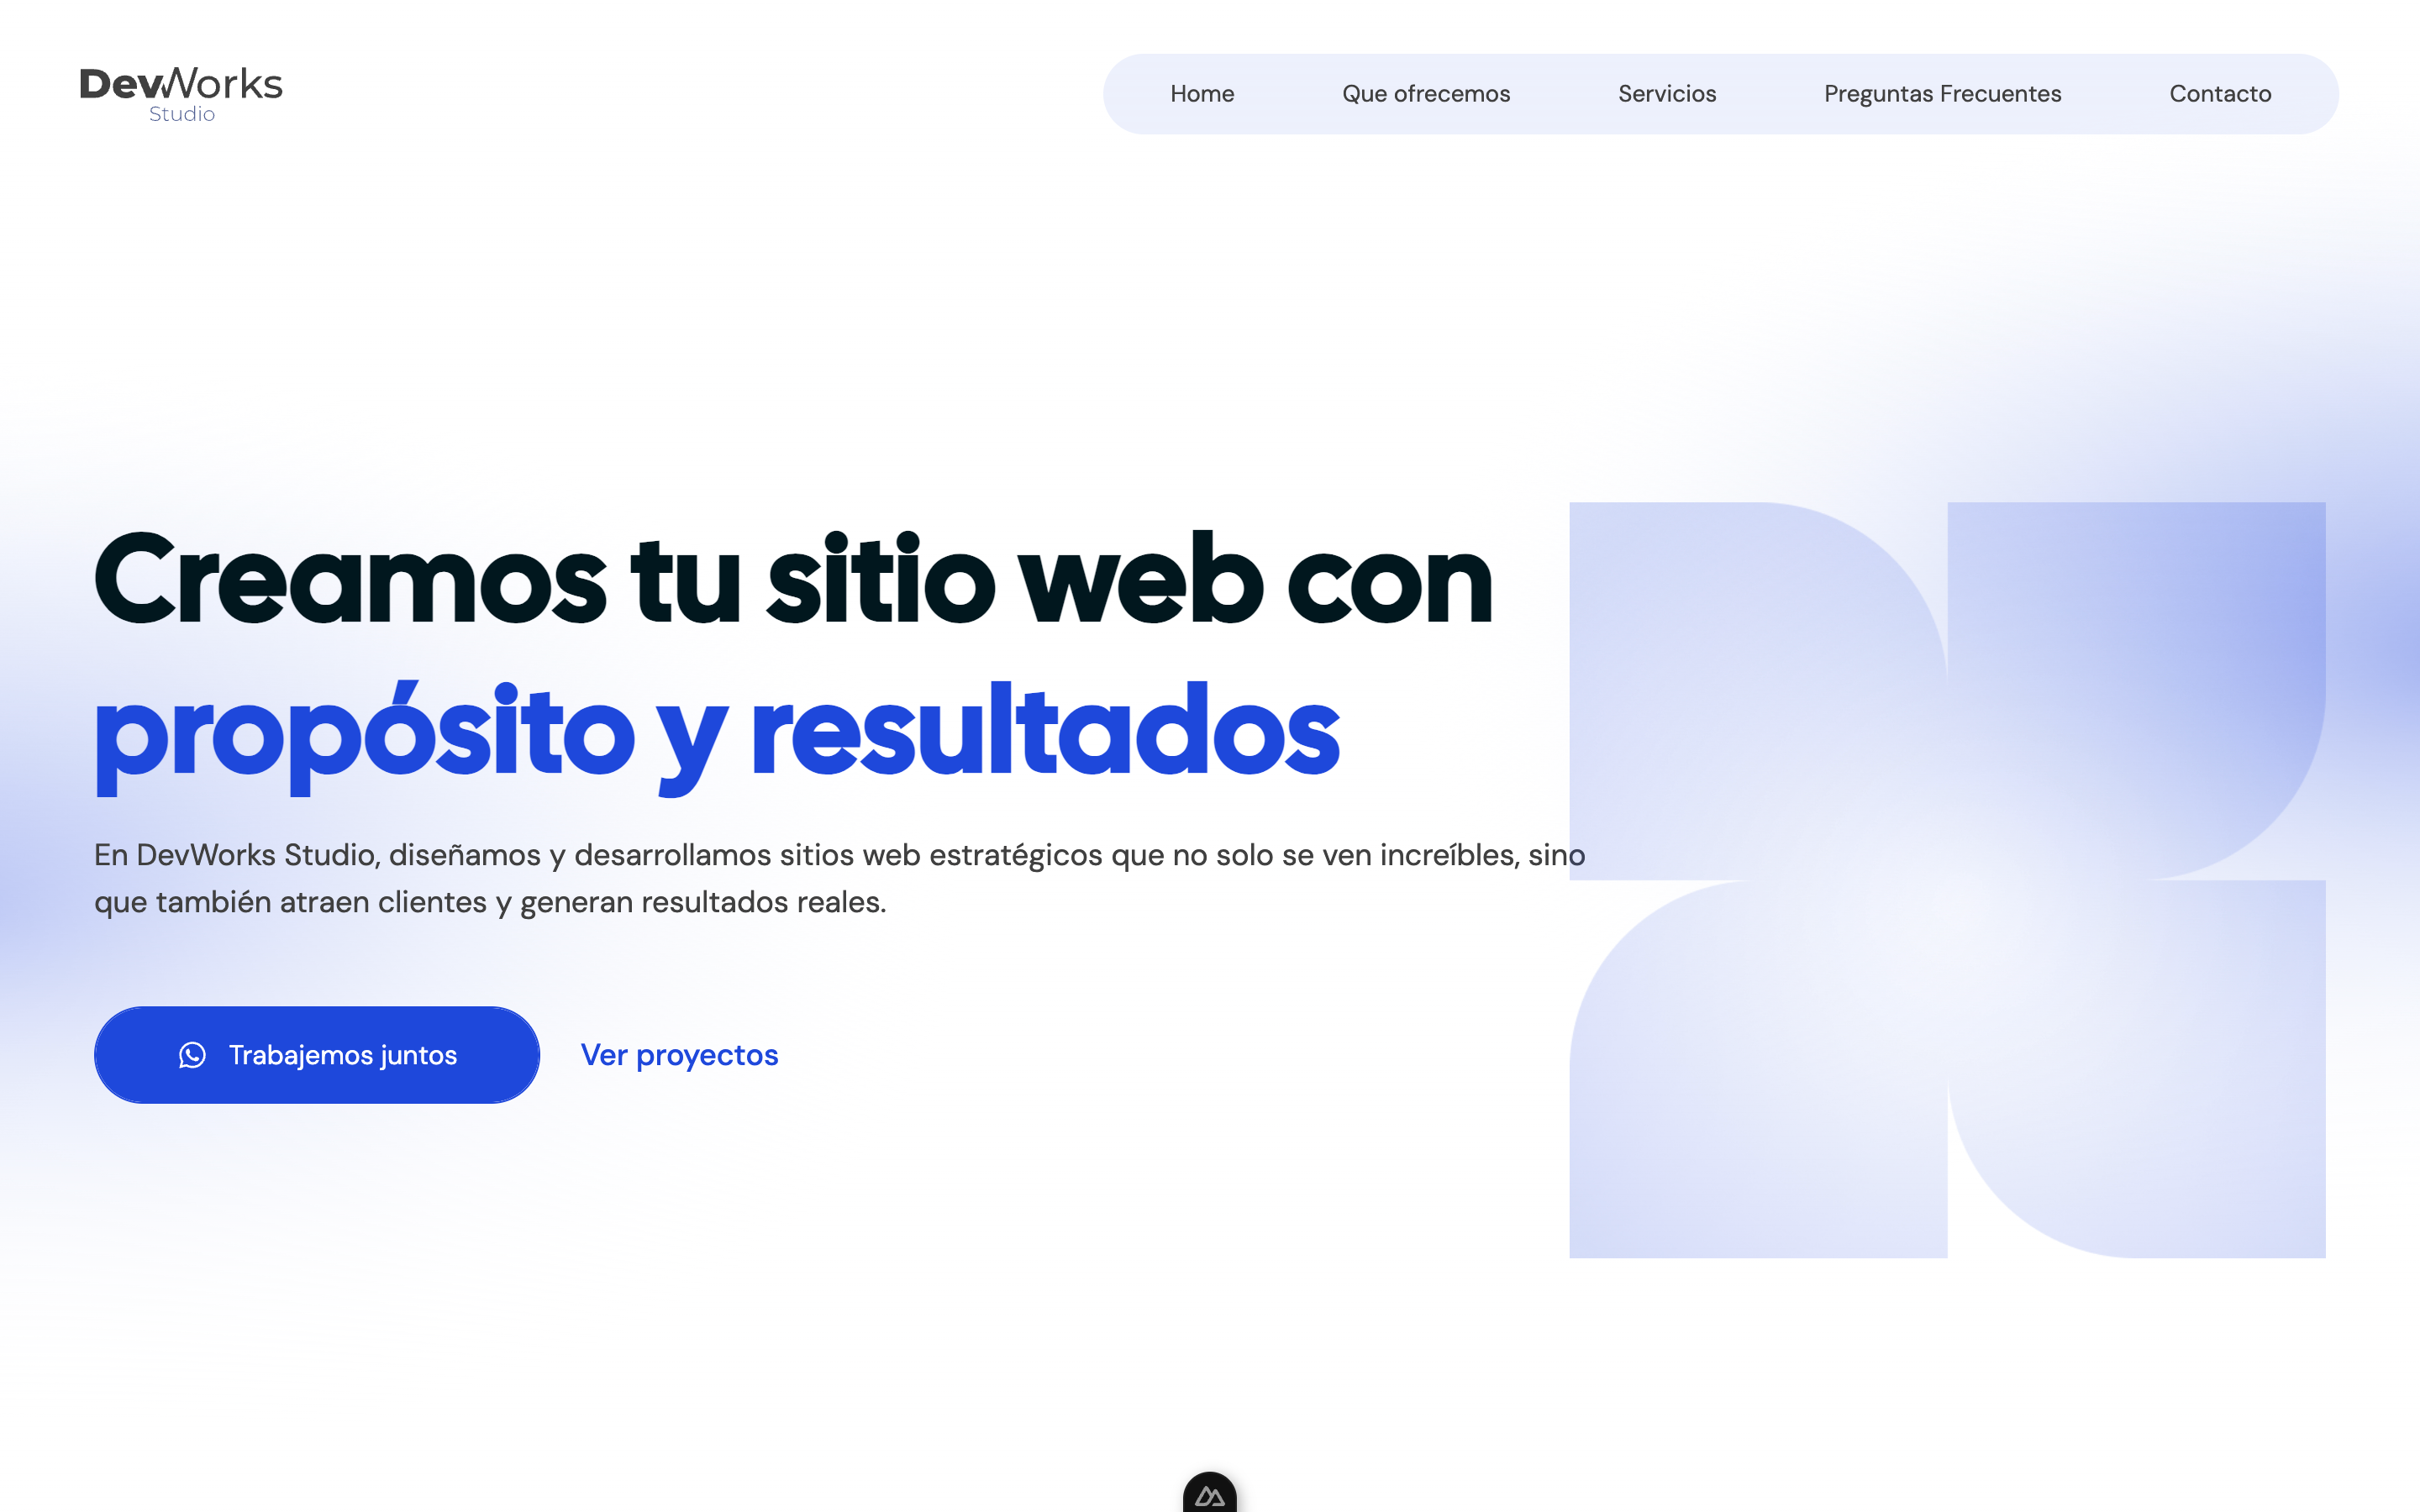 DevWorks
Studio
Home
Que ofrecemos
Servicios
Preguntas Frecuentes
Contacto
Creamos tu sitio web con
propósito y resultados
En DevWorks Studio, diseñamos y desarrollamos sitios web estratégicos que no solo se ven increíbles, sino
que también atraen clientes y generan resultados reales.
Trabajemos juntos
Ver proyectos